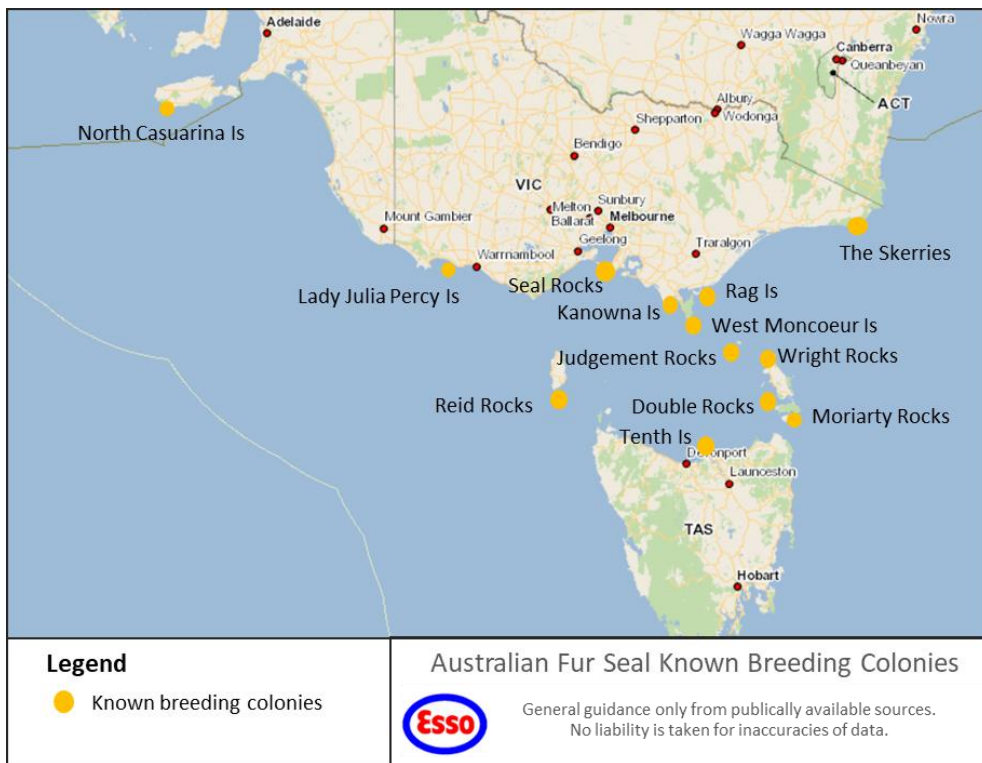 Adelaide
Nowra
Wagga Wagga
Canberra
Queanbeyan
ACT
North Casuarina Is
Albury
Wodonga
Shepparton
Bendigo
VIC
Melton
Sunbury
Ballarat
Melbourne
Mount Gambier
Geelong
Traralgon
The Skerries
Warrnambool
Lady Julia Percy Is
Seal Rocks
Kanowna Is
Rag Is
West Moncoeur Is
Judgement Rocks
Wright Rocks
Reid Rocks
Double Rocks
Moriarty Rocks
Tenth Is
Devonport
Launceston
TAS
Hobart
Legend
Known breeding colonies
Australian Fur Seal Known Breeding Colonies
Esso
General guidance only from publically available sources.
No liability is taken for inaccuracies of data.